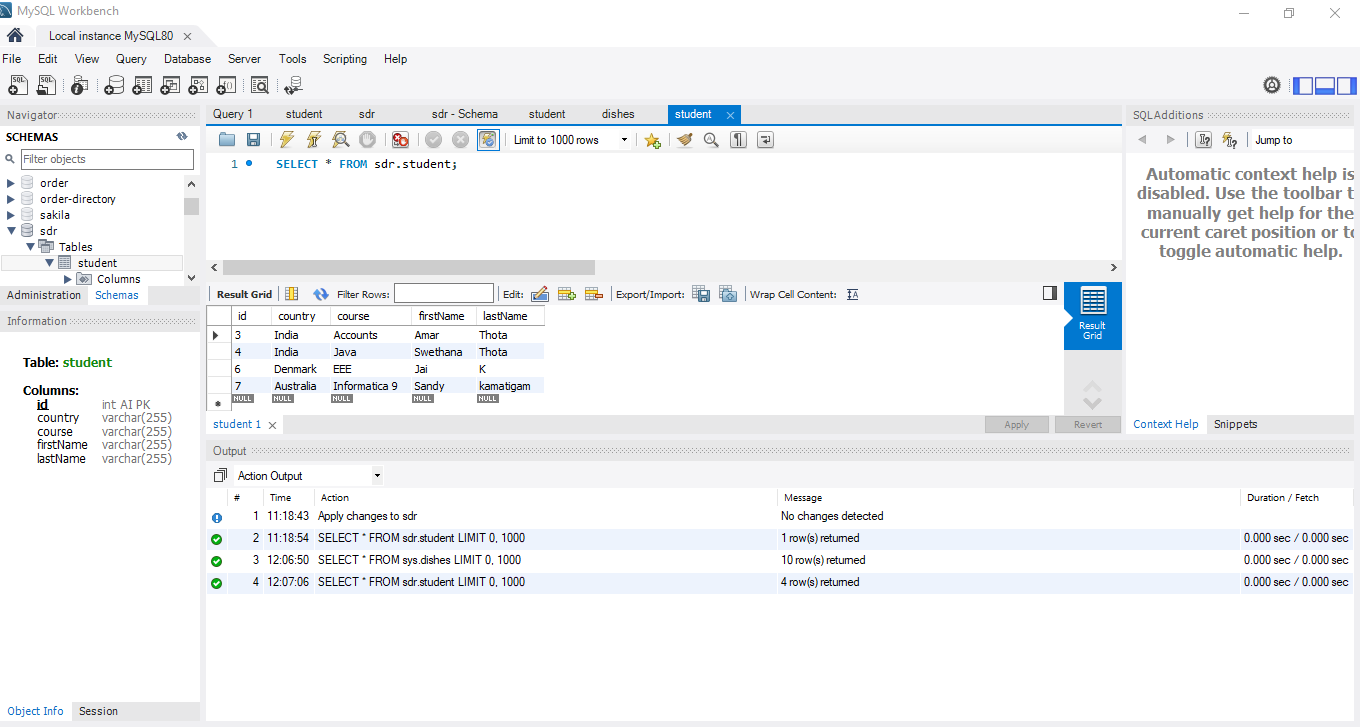 MySQL Workbench
Local instance MySQL80
File Edit View Query Database Server Tools Scripting Help
Navigator
SCHEMAS
Filter objects
order
order-directory
sakila
sdr
Tables
student
Columns
Administration Schemas
Information
Table: student
Columns:
id int AI PK
country varchar(255)
course varchar(255)
firstName varchar(255)
lastName varchar(255)
Object Info Session
Query 1 student sdr sdr - Schema student dishes student
Limit to 1000 rows
1 SELECT * FROM sdr.student;
Result Grid Filter Rows: Edit: Export/Import: Wrap Cell Content:
id country course firstName lastName
3 India Accounts Amar Thota
4 India Java Swethana Thota
6 Denmark EEE Jai K
7 Australia Informatica 9 Sandy kamatigam
NULL NULL NULL NULL NULL
Result
Grid
student 1 Apply Revert
Output
Action Output
# Time Action Message Duration / Fetch
1 11:18:43 Apply changes to sdr No changes detected
2 11:18:54 SELECT * FROM sdr.student LIMIT 0, 1000 1 row(s) returned 0.000 sec / 0.000 sec
3 12:06:50 SELECT * FROM sys.dishes LIMIT 0, 1000 10 row(s) returned 0.000 sec / 0.000 sec
4 12:07:06 SELECT * FROM sdr.student LIMIT 0, 1000 4 row(s) returned 0.000 sec / 0.000 sec
SQLAdditions
Jump to
Automatic context help is
disabled. Use the toolbar t
manually get help for the
current caret position or to
toggle automatic help.
Context Help Snippets